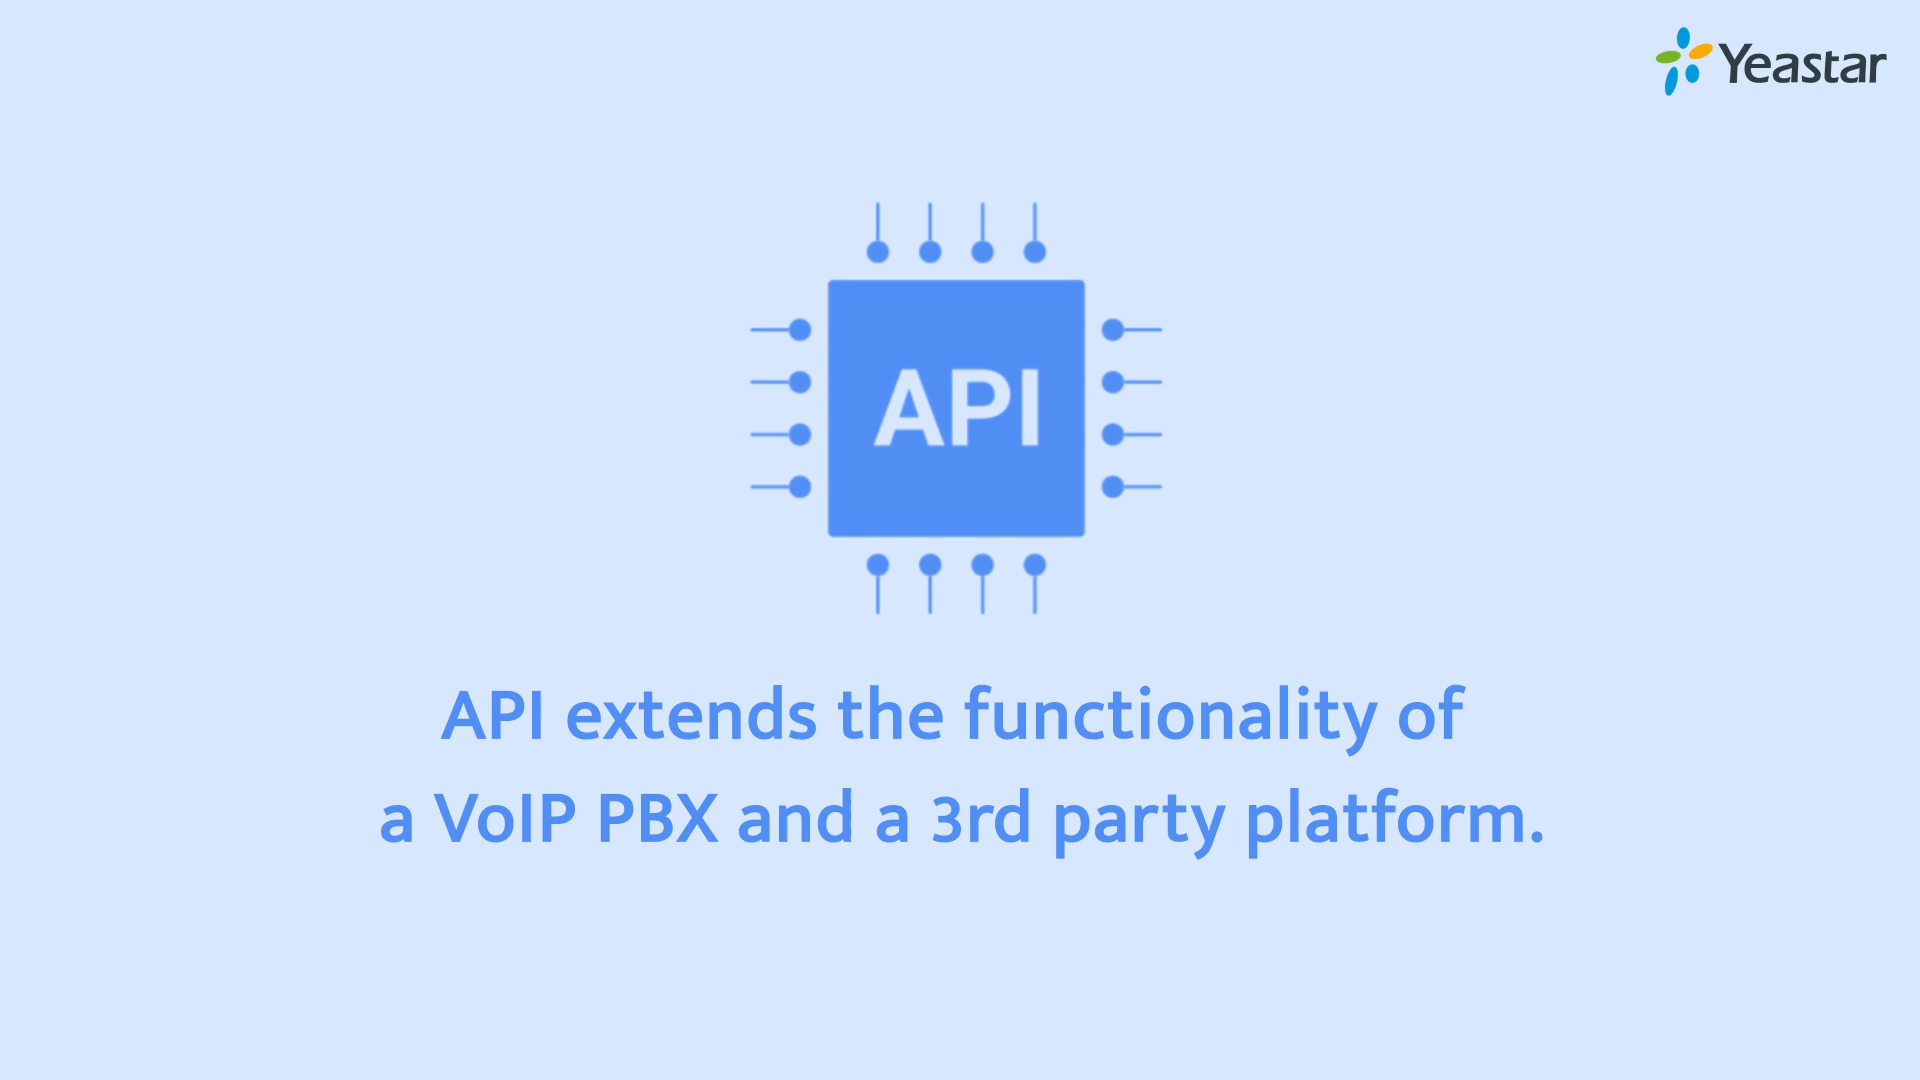 Yeastar
API
API extends the functionality of
a VoIP PBX and a 3rd party platform.